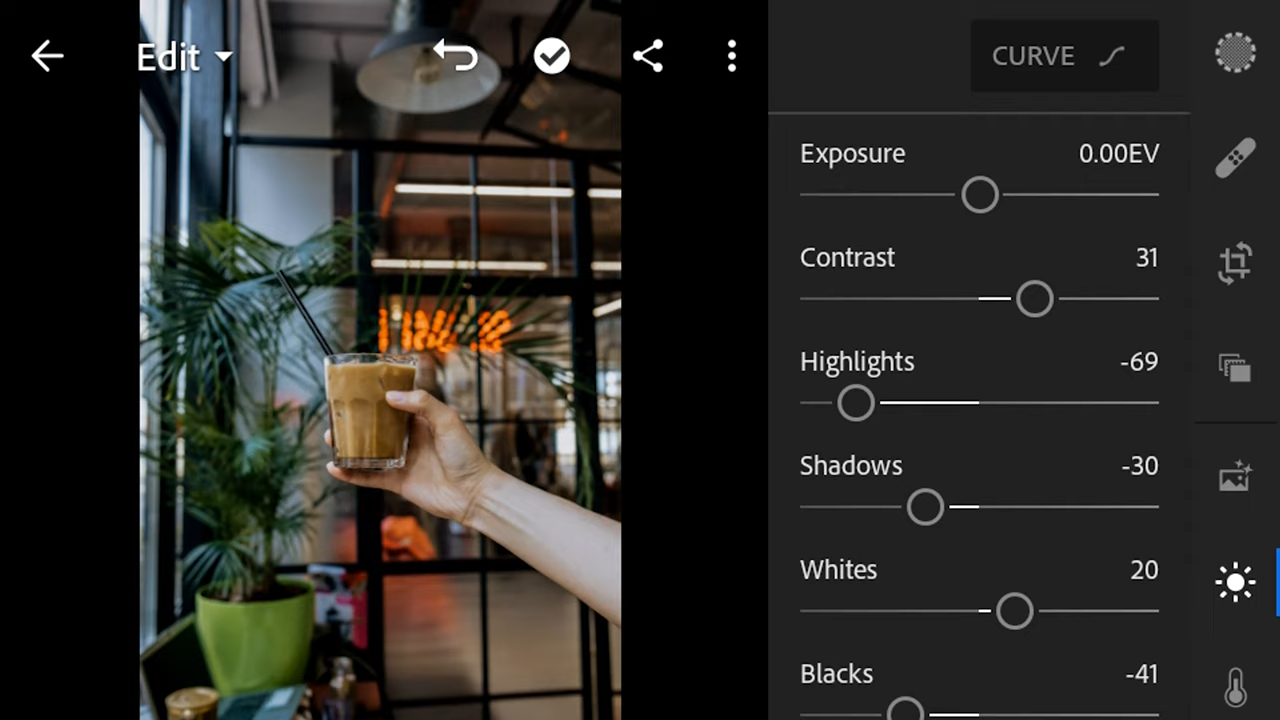 Edit
CURVE
Exposure 0.00EV
Contrast 31
Highlights -69
Shadows -30
Whites 20
Blacks -41